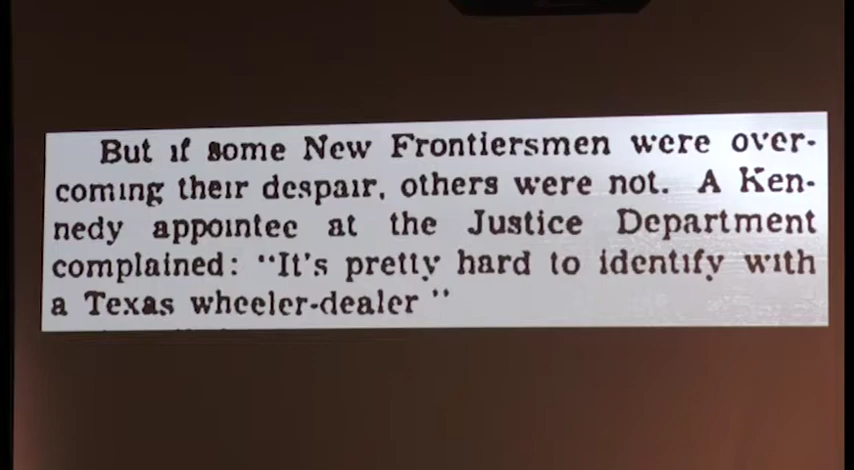 But if some New Frontiersmen were over-
coming their despair, others were not. A Ken-
nedy appointee at the Justice Department
complained: "It's pretty hard to identify with
a Texas wheeler-dealer"